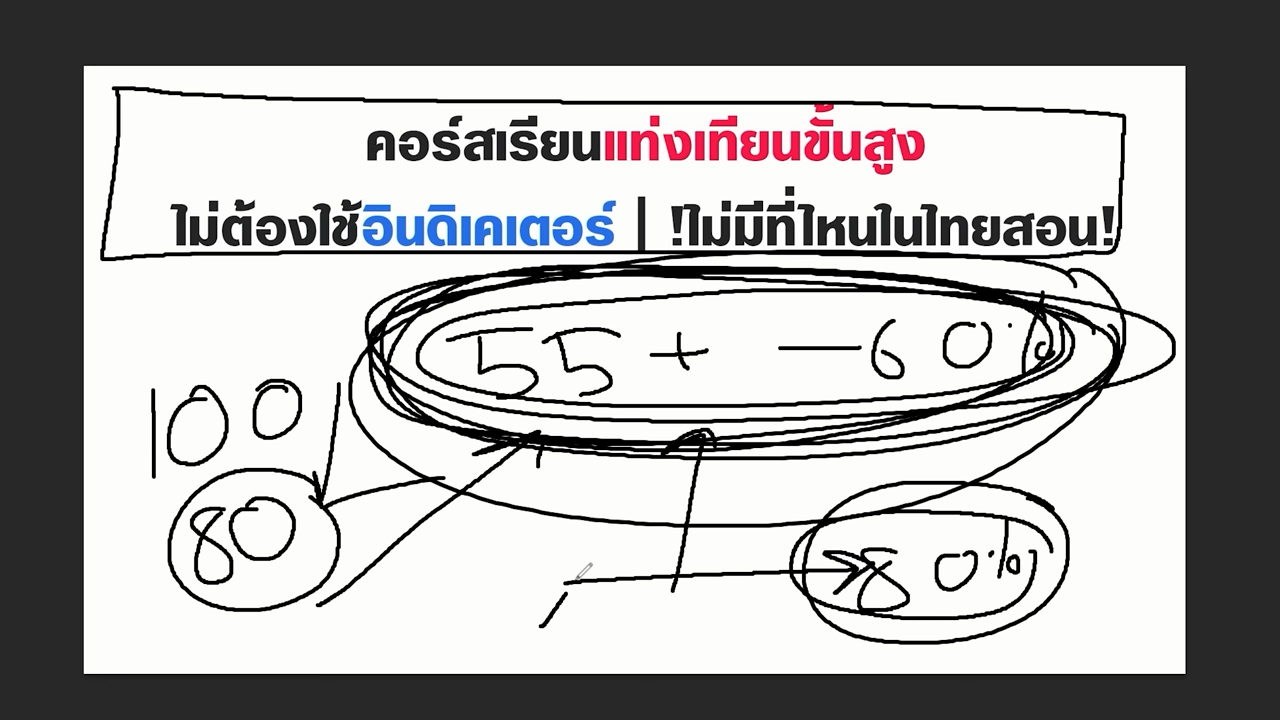 คอร์สเรียนแท่งเทียนขั้นสูง
ไม่ต้องใช้อินดิเคเตอร์ | !ไม่มีที่ไหนในไทยสอน!
55 + - 60%
100
80
80%